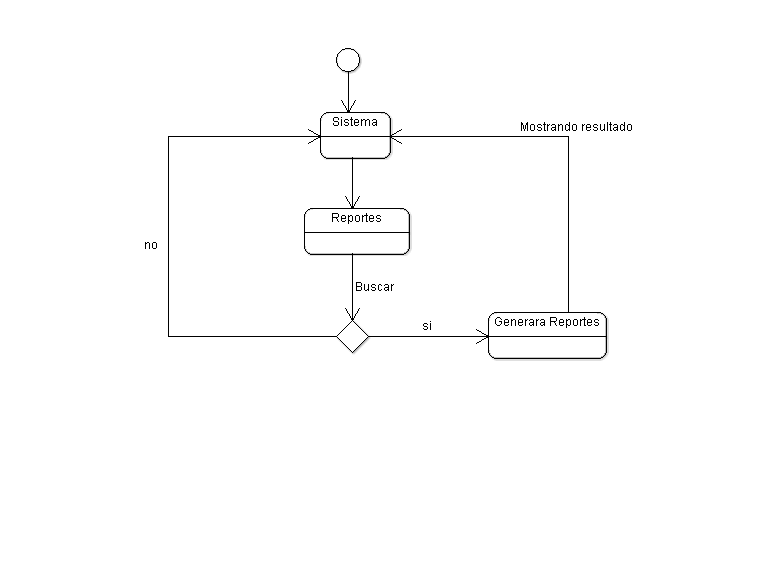 Sistema
Mostrando resultado
Reportes
no
Buscar
si
Generara Reportes